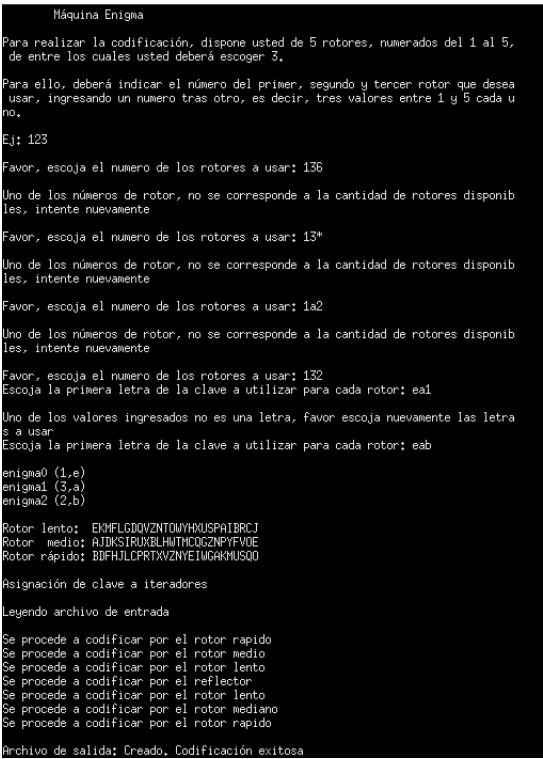 Máquina Enigma
Para realizar la codificación, dispone usted de 5 rotores, numerados del 1 al 5,
de entre los cuales usted deberá escoger 3.
Para ello, deberá indicar el número del primer, segundo y tercer rotor que desea
usar, ingresando un numero tras otro, es decir, tres valores entre 1 y 5 cada u
no.
Ej: 123
Favor, escoja el numero de los rotores a usar: 136
Uno de los números de rotor, no se corresponde a la cantidad de rotores disponib
les, intente nuevamente
Favor, escoja el numero de los rotores a usar: 13*
Uno de los números de rotor, no se corresponde a la cantidad de rotores disponib
les, intente nuevamente
Favor, escoja el numero de los rotores a usar: 1a2
Uno de los números de rotor, no se corresponde a la cantidad de rotores disponib
les, intente nuevamente
Favor, escoja el numero de los rotores a usar: 132
Escoja la primera letra de la clave a utilizar para cada rotor: ea1
Uno de los valores ingresados no es una letra, favor escoja nuevamente las letra
s a usar
Escoja la primera letra de la clave a utilizar para cada rotor: eab
enigma0 (1,e)
enigma1 (3,a)
enigma2 (2,b)
Rotor lento: EKMFLGDQVZNTOWYHXUSPAIBRCJ
Rotor medio: AJDKSIRUXBLHWTMCQGZNPYFVOE
Rotor rápido: BDFHJLCPRTXVZNYEIWGAKMUSQO
Asignación de clave a iteradores
Leyendo archivo de entrada
Se procede a codificar por el rotor rapido
Se procede a codificar por el rotor medio
Se procede a codificar por el rotor lento
Se procede a codificar por el reflector
Se procede a codificar por el rotor lento
Se procede a codificar por el rotor mediano
Se procede a codificar por el rotor rapido
Archivo de salida: Creado. Codificación exitosa